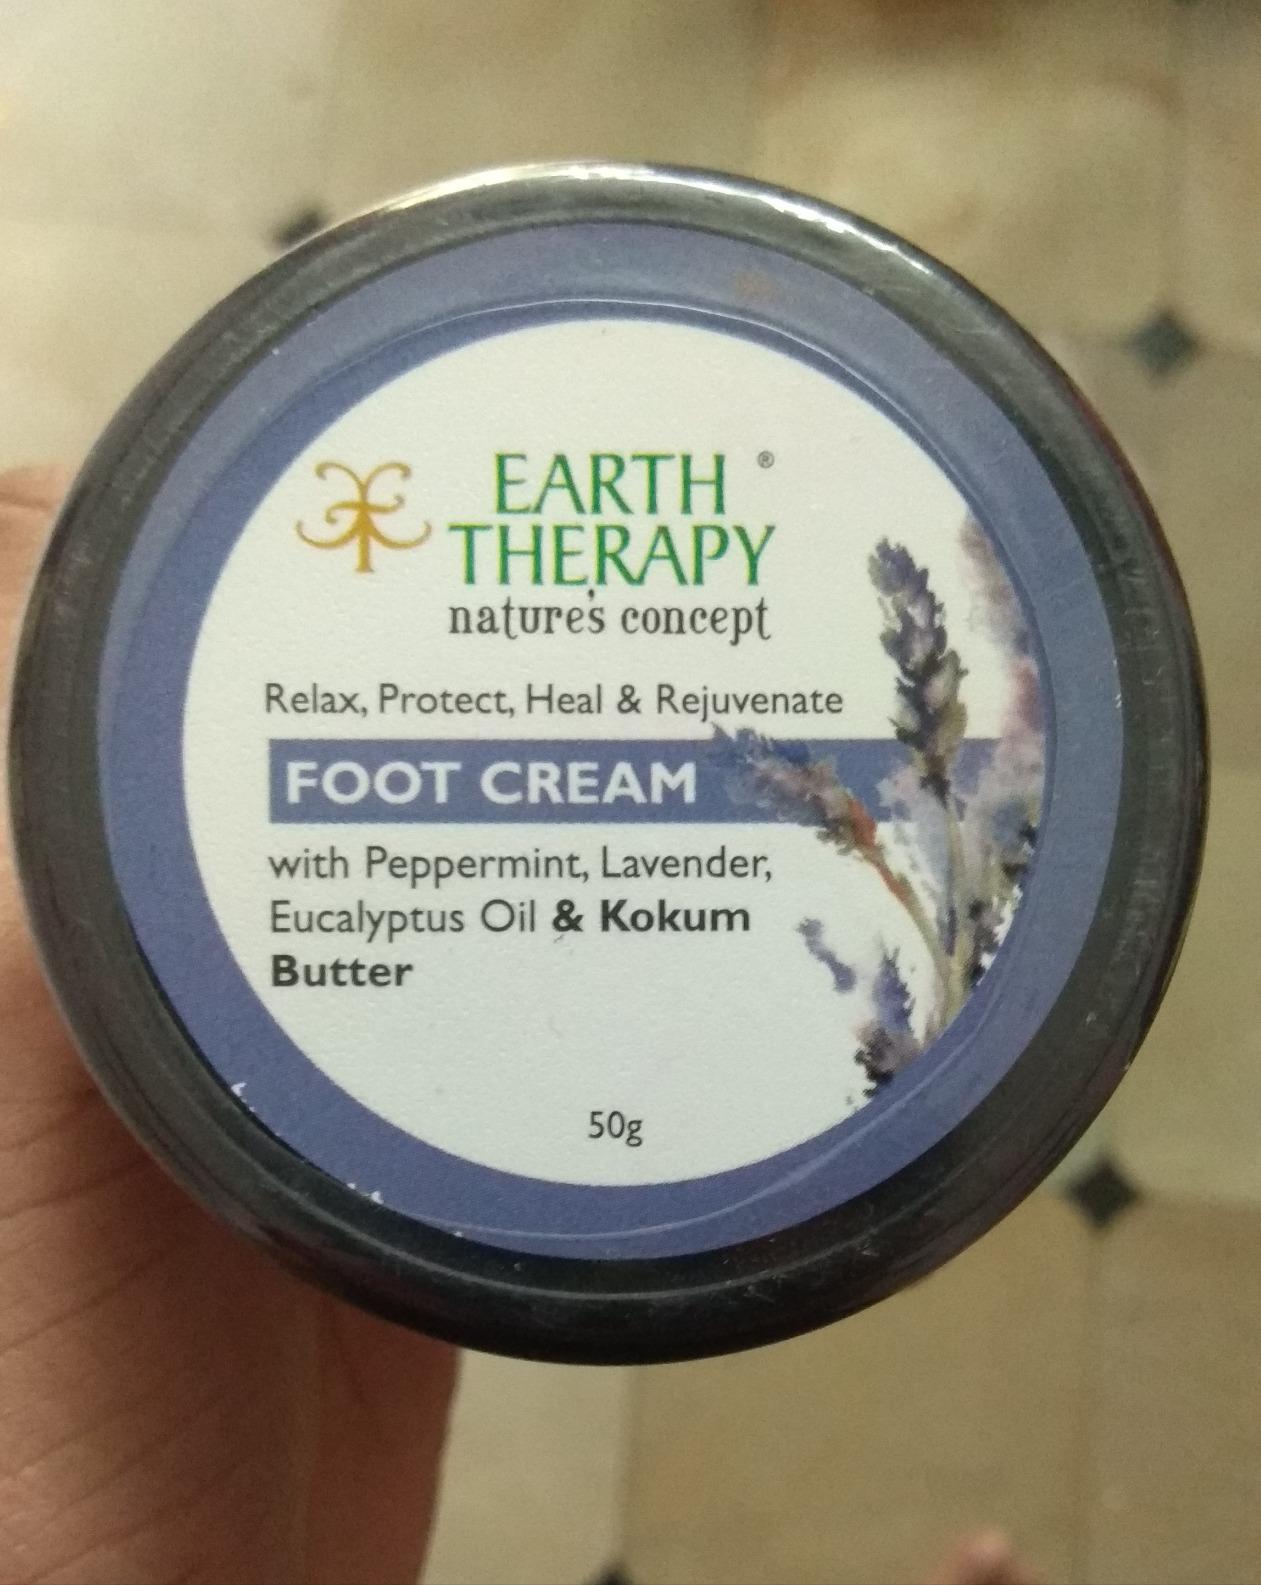 EARTH ®
THERAPY
nature's concept
Relax, Protect, Heal & Rejuvenate
FOOT CREAM
with Peppermint, Lavender,
Eucalyptus Oil & Kokum
Butter
50g